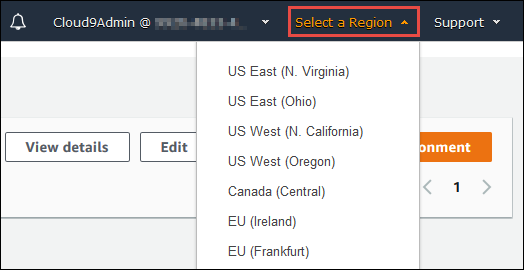 Cloud9Admin @ Select a Region Support
US East (N. Virginia)
US East (Ohio)
US West (N. California)
View details Edit onment
US West (Oregon)
1
Canada (Central)
EU (Ireland)
EU (Frankfurt)